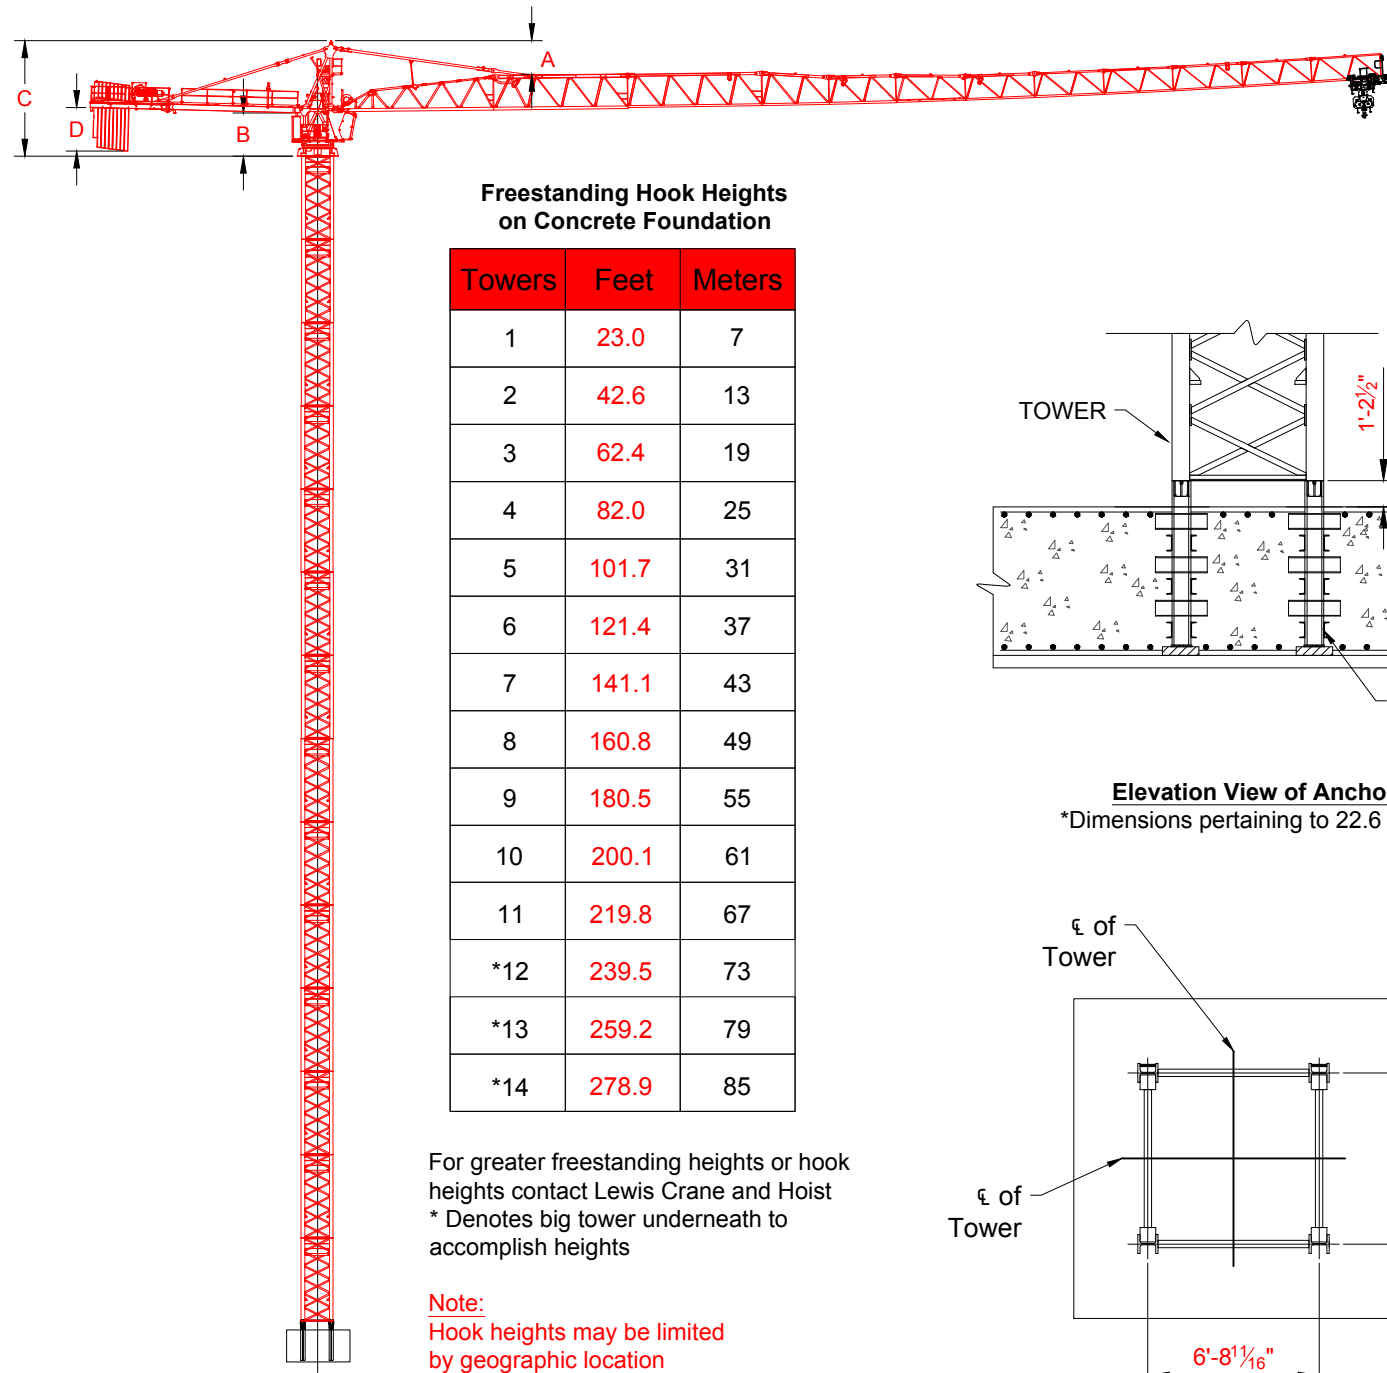 A
C
D
B
Freestanding Hook Heights
on Concrete Foundation
Towers Feet Meters
1 23.0 7
2 42.6 13
3 62.4 19
4 82.0 25
5 101.7 31
6 121.4 37
7 141.1 43
8 160.8 49
9 180.5 55
10 200.1 61
11 219.8 67
*12 239.5 73
*13 259.2 79
*14 278.9 85
For greater freestanding heights or hook
heights contact Lewis Crane and Hoist
* Denotes big tower underneath to
accomplish heights
Note:
Hook heights may be limited
by geographic location
TOWER
1'-2½"
Elevation View of Ancho
*Dimensions pertaining to 22.6
℄ of
Tower
℄ of
Tower
6'-8¹¹⁄₁₆"